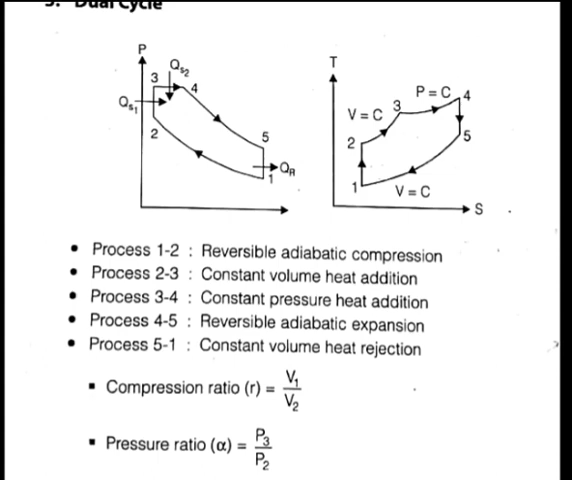 5. Dual Cycle
P
Qs2
3
4
Qs1
2
5
QR
1
T
P = C 4
V = C 3
2
5
1
V = C
S
• Process 1-2 : Reversible adiabatic compression
• Process 2-3 : Constant volume heat addition
• Process 3-4 : Constant pressure heat addition
• Process 4-5 : Reversible adiabatic expansion
• Process 5-1 : Constant volume heat rejection
▪ Compression ratio (r) = V1/V2
▪ Pressure ratio (α) = P3/P2